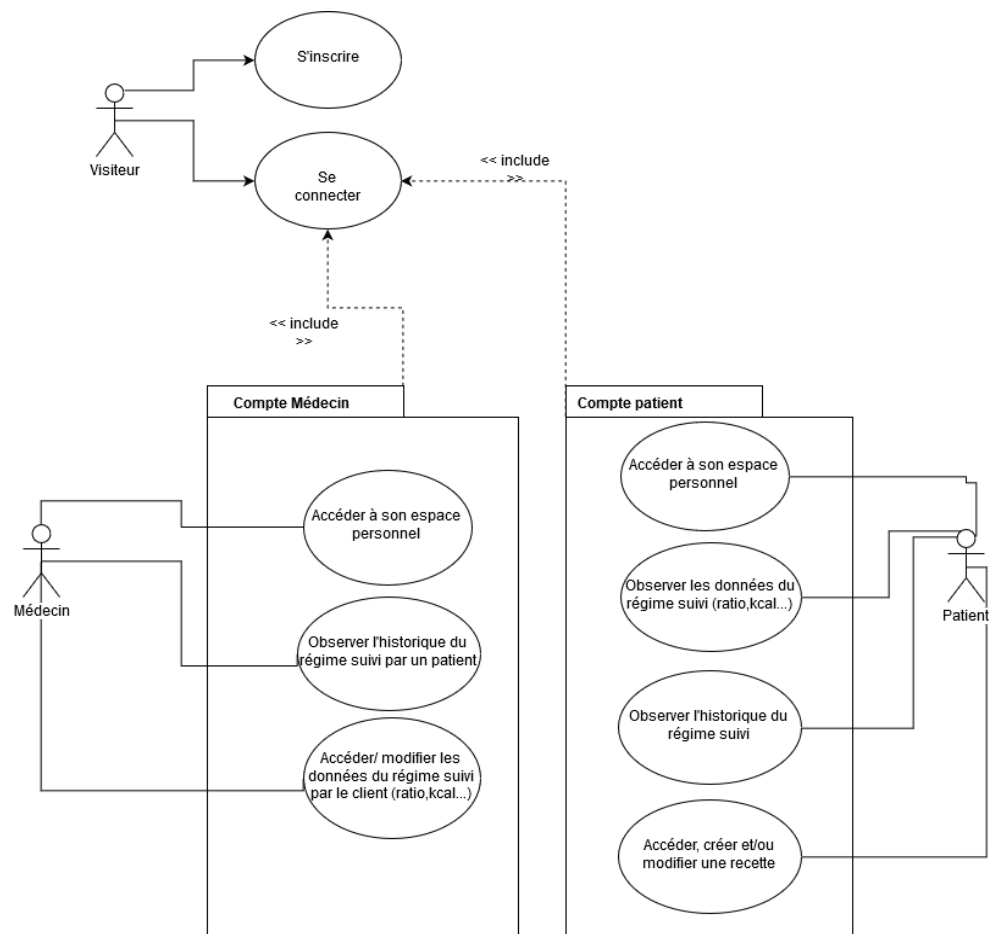 S'inscrire
Visiteur
Se
connecter
<< include
>>
<< include
>>
Compte Médecin
Compte patient
Accéder à son espace
personnel
Accéder à son espace
personnel
Médecin
Observer les données du
régime suivi (ratio,kcal...)
Patient
Observer l'historique du
régime suivi par un patient
Observer l'historique du
régime suivi
Accéder/ modifier les
données du régime suivi
par le client (ratio,kcal...)
Accéder, créer et/ou
modifier une recette